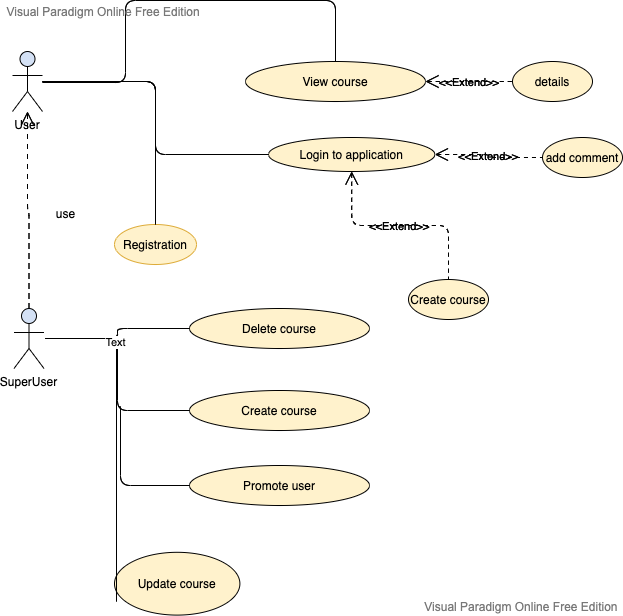 Visual Paradigm Online Free Edition
View course
<<Extend>>
details
User
Login to application
<<Extend>>
add comment
use
<<Extend>>
Registration
Create course
Delete course
Text
SuperUser
Create course
Promote user
Update course
Visual Paradigm Online Free Edition